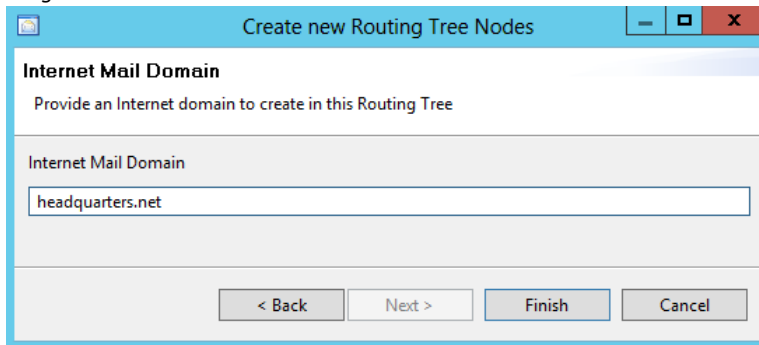 Create new Routing Tree Nodes
Internet Mail Domain
Provide an Internet domain to create in this Routing Tree
Internet Mail Domain
headquarters.net
< Back Next > Finish Cancel